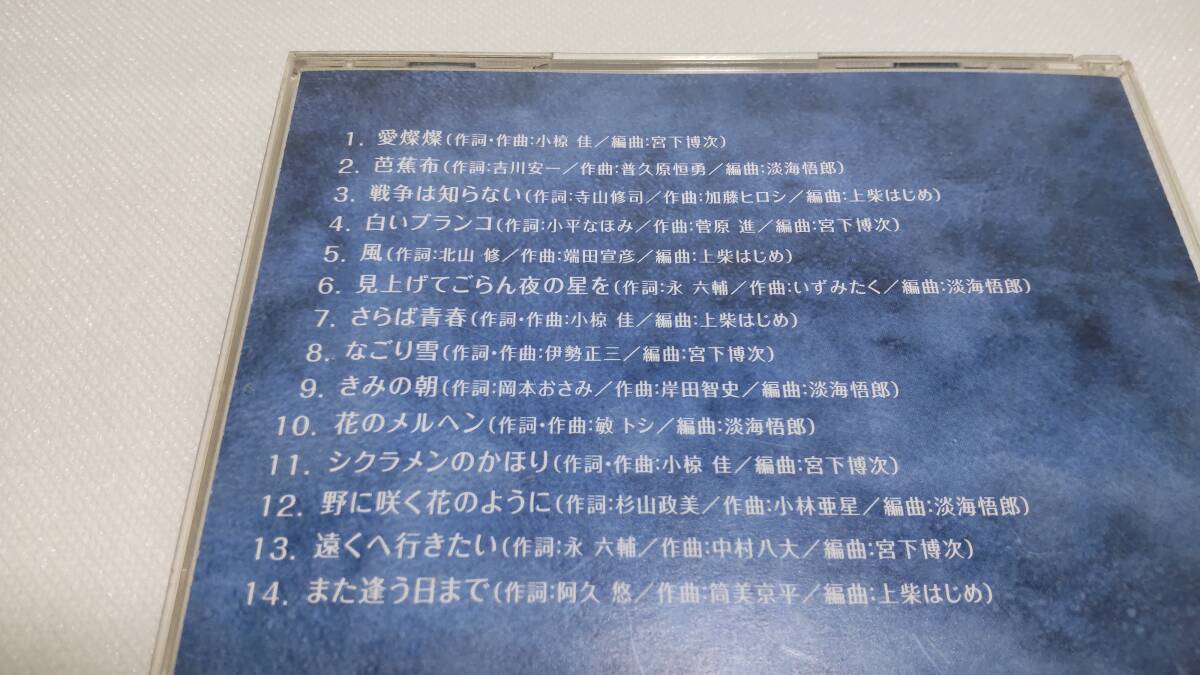 1. 愛燦燦(作詞・作曲:小椋 佳／編曲:宮下博次)
2. 芭蕉布(作詞:吉川安一／作曲:普久原恒勇／編曲:淡海悟郎)
3. 戦争は知らない(作詞:寺山修司／作曲:加藤ヒロシ／編曲:上柴はじめ)
4. 白いブランコ(作詞:小平なほみ／作曲:菅原 進／編曲:宮下博次)
5. 風(作詞:北山 修／作曲:端田宣彦／編曲:上柴はじめ)
6. 見上げてごらん夜の星を(作詞:永 六輔／作曲:いずみたく／編曲:淡海悟郎)
7. さらば青春(作詞・作曲:小椋 佳／編曲:上柴はじめ)
8. なごり雪(作詞・作曲:伊勢正三／編曲:宮下博次)
9. きみの朝(作詞:岡本おさみ／作曲:岸田智史／編曲:淡海悟郎)
10. 花のメルヘン(作詞・作曲:敏 トシ／編曲:淡海悟郎)
11. シクラメンのかほり(作詞・作曲:小椋 佳／編曲:宮下博次)
12. 野に咲く花のように(作詞:杉山政美／作曲:小林亜星／編曲:淡海悟郎)
13. 遠くへ行きたい(作詞:永 六輔／作曲:中村八大／編曲:宮下博次)
14. また逢う日まで(作詞:阿久 悠／作曲:筒美京平／編曲:上柴はじめ)